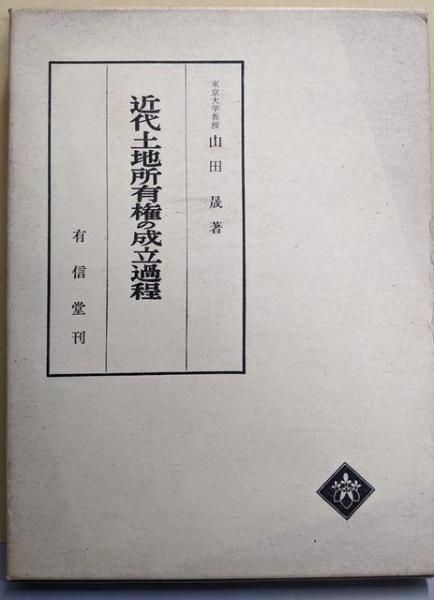 東京大学教授 山田 晟 著
近代土地所有権の成立過程
有信堂刊